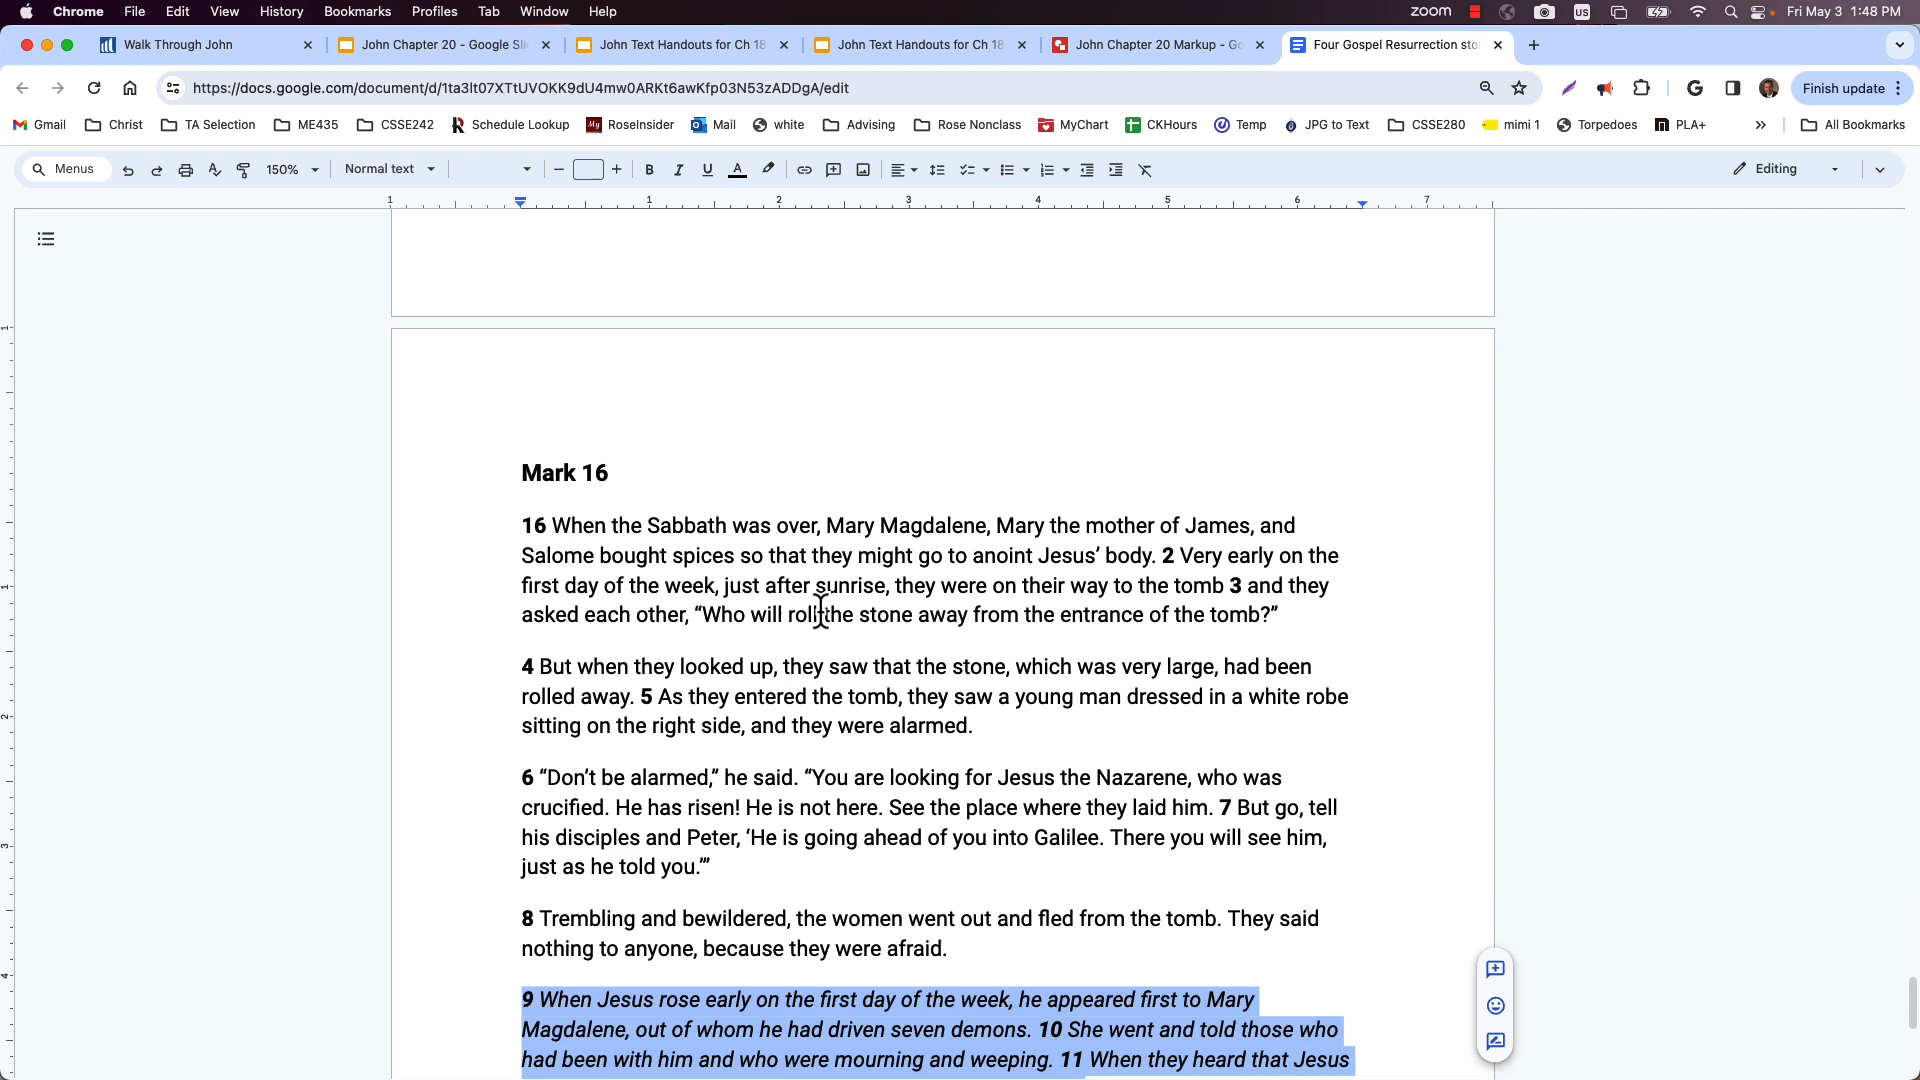 Chrome File Edit View History Bookmarks Profiles Tab Window Help zoom US Fri May 3 1:48 PM
Walk Through John John Chapter 20 - Google Sli John Text Handouts for Ch 18 John Text Handouts for Ch 18 John Chapter 20 Markup - Go Four Gospel Resurrection sto
https://docs.google.com/document/d/1ta3lt07XTtUVOKK9dU4mw0ARKt6awKfp03N53zADDgA/edit Finish update
Gmail Christ TA Selection ME435 CSSE242 Schedule Lookup RoseInsider Mail white Advising Rose Nonclass MyChart CKHours Temp JPG to Text CSSE280 mimi 1 Torpedoes PLA+ All Bookmarks
Menus 150% Normal text Editing
1 1 2 3 4 5 6 7
Mark 16
16 When the Sabbath was over, Mary Magdalene, Mary the mother of James, and
Salome bought spices so that they might go to anoint Jesus’ body. 2 Very early on the
first day of the week, just after sunrise, they were on their way to the tomb 3 and they
asked each other, “Who will roll the stone away from the entrance of the tomb?”
4 But when they looked up, they saw that the stone, which was very large, had been
rolled away. 5 As they entered the tomb, they saw a young man dressed in a white robe
sitting on the right side, and they were alarmed.
6 “Don’t be alarmed,” he said. “You are looking for Jesus the Nazarene, who was
crucified. He has risen! He is not here. See the place where they laid him. 7 But go, tell
his disciples and Peter, ‘He is going ahead of you into Galilee. There you will see him,
just as he told you.’”
8 Trembling and bewildered, the women went out and fled from the tomb. They said
nothing to anyone, because they were afraid.
9 When Jesus rose early on the first day of the week, he appeared first to Mary
Magdalene, out of whom he had driven seven demons. 10 She went and told those who
had been with him and who were mourning and weeping. 11 When they heard that Jesus